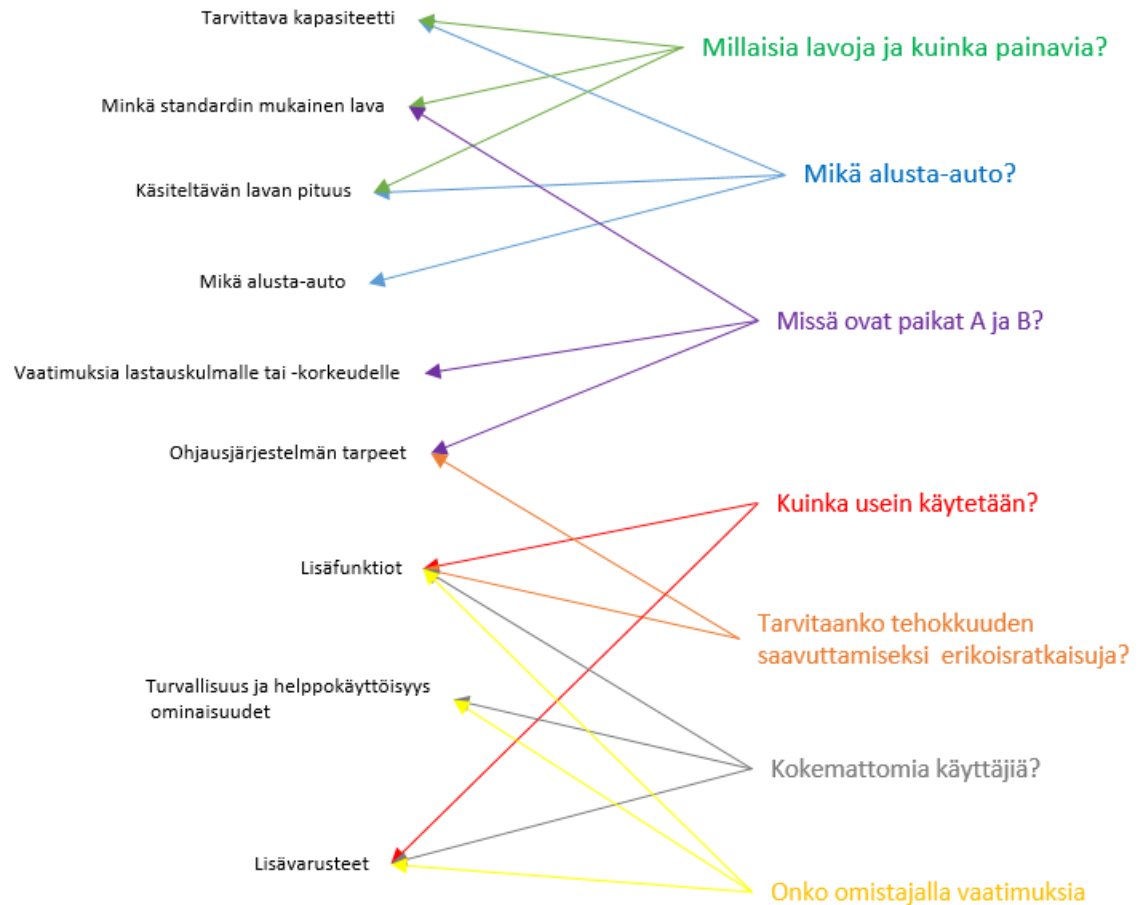 Tarvittava kapasiteetti
Millaisia lavoja ja kuinka painavia?
Minkä standardin mukainen lava
Mikä alusta-auto?
Käsiteltävän lavan pituus
Mikä alusta-auto
Missä ovat paikat A ja B?
Vaatimuksia lastauskulmalle tai -korkeudelle
Ohjausjärjestelmän tarpeet
Kuinka usein käytetään?
Lisäfunktiot
Tarvitaanko tehokkuuden
saavuttamiseksi erikoisratkaisuja?
Turvallisuus ja helppokäyttöisyys
ominaisuudet
Kokemattomia käyttäjiä?
Lisävarusteet
Onko omistajalla vaatimuksia